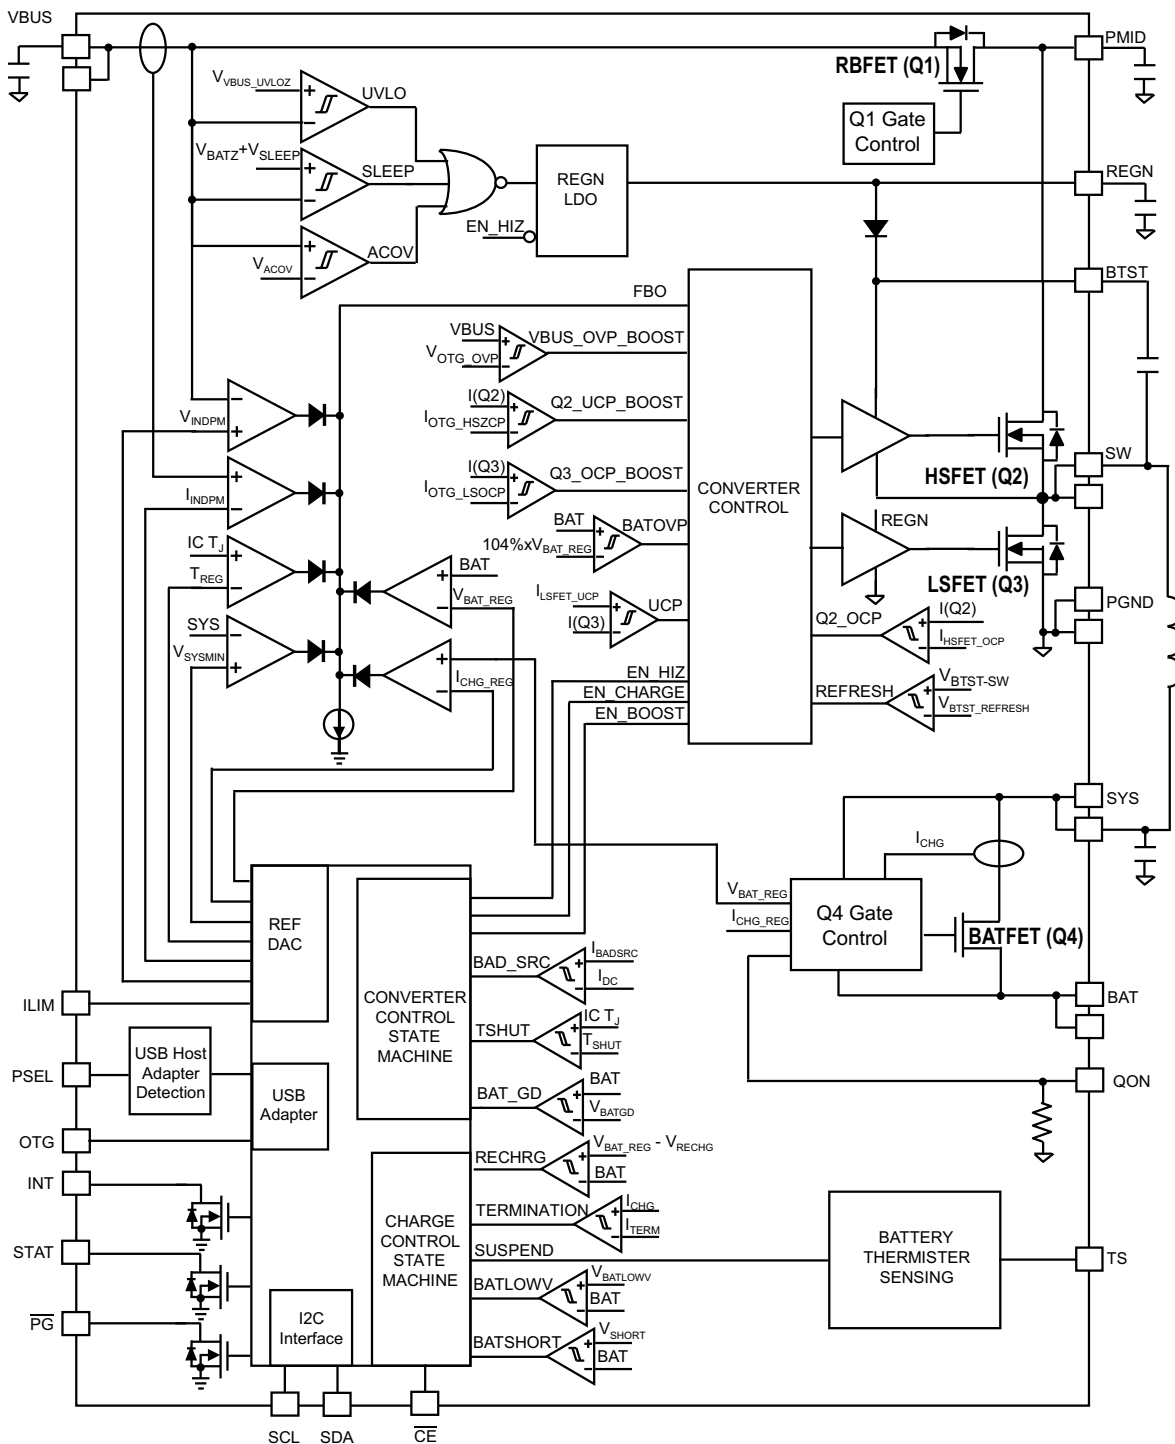 VBUS
PMID
RBFET (Q1)
V_VBUS_UVLOZ
UVLO
Q1 Gate
Control
V_BATZ+V_SLEEP
SLEEP
REGN
LDO
REGN
EN_HIZ
V_ACOV
ACOV
BTST
FBO
VBUS
V_OTG_OVP
VBUS_OVP_BOOST
I(Q2)
I_OTG_HSZCP
Q2_UCP_BOOST
V_INDPM
SW
HSFET (Q2)
I(Q3)
I_OTG_LSOCP
Q3_OCP_BOOST
CONVERTER
CONTROL
I_INDPM
REGN
BAT
104%xV_BAT_REG
BATOVP
IC T_J
T_REG
BAT
V_BAT_REG
LSFET (Q3)
I_LSFET_UCP
I(Q3)
UCP
PGND
Q2_OCP
I(Q2)
I_HSFET_OCP
SYS
V_SYSMIN
I_CHG_REG
EN_HIZ
EN_CHARGE
EN_BOOST
REFRESH
V_BTST-SW
V_BTST_REFRESH
SYS
I_CHG
V_BAT_REG
I_CHG_REG
Q4 Gate
Control
BATFET (Q4)
REF
DAC
BAD_SRC
I_BADSRC
I_DC
BAT
ILIM
CONVERTER
CONTROL
STATE
MACHINE
TSHUT
IC T_J
T_SHUT
PSEL
USB Host
Adapter
Detection
USB
Adapter
BAT_GD
BAT
V_BATGD
QON
OTG
RECHRG
V_BAT_REG - V_RECHG
BAT
INT
TERMINATION
I_CHG
I_TERM
CHARGE
CONTROL
STATE
MACHINE
SUSPEND
BATTERY
THERMISTER
SENSING
TS
STAT
BATLOWV
V_BATLOWV
BAT
PG
I2C
Interface
BATSHORT
V_SHORT
BAT
SCL
SDA
CE